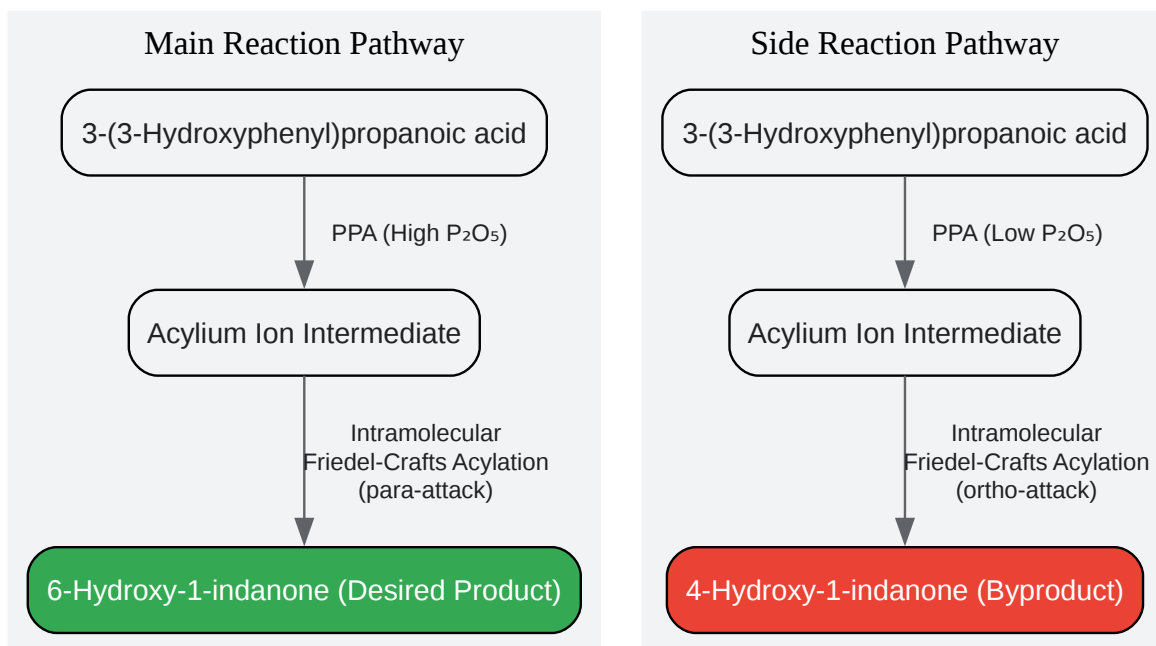 Main Reaction Pathway
3-(3-Hydroxyphenyl)propanoic acid
PPA (High P₂O₅)
Acylium Ion Intermediate
Intramolecular
Friedel-Crafts Acylation
(para-attack)
6-Hydroxy-1-indanone (Desired Product)
Side Reaction Pathway
3-(3-Hydroxyphenyl)propanoic acid
PPA (Low P₂O₅)
Acylium Ion Intermediate
Intramolecular
Friedel-Crafts Acylation
(ortho-attack)
4-Hydroxy-1-indanone (Byproduct)